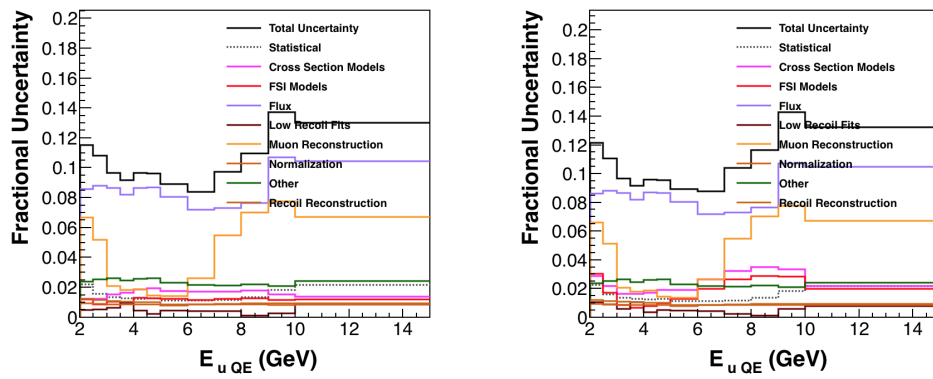 Fractional Uncertainty
0.2
0.18
0.16
0.14
0.12
0.1
0.08
0.06
0.04
0.02
0
2
4
6
8
10
12
14
E u QE (GeV)
Total Uncertainty
Statistical
Cross Section Models
FSI Models
Flux
Low Recoil Fits
Muon Reconstruction
Normalization
Other
Recoil Reconstruction
Fractional Uncertainty
0.2
0.18
0.16
0.14
0.12
0.1
0.08
0.06
0.04
0.02
0
2
4
6
8
10
12
14
E u QE (GeV)
Total Uncertainty
Statistical
Cross Section Models
FSI Models
Flux
Low Recoil Fits
Muon Reconstruction
Normalization
Other
Recoil Reconstruction